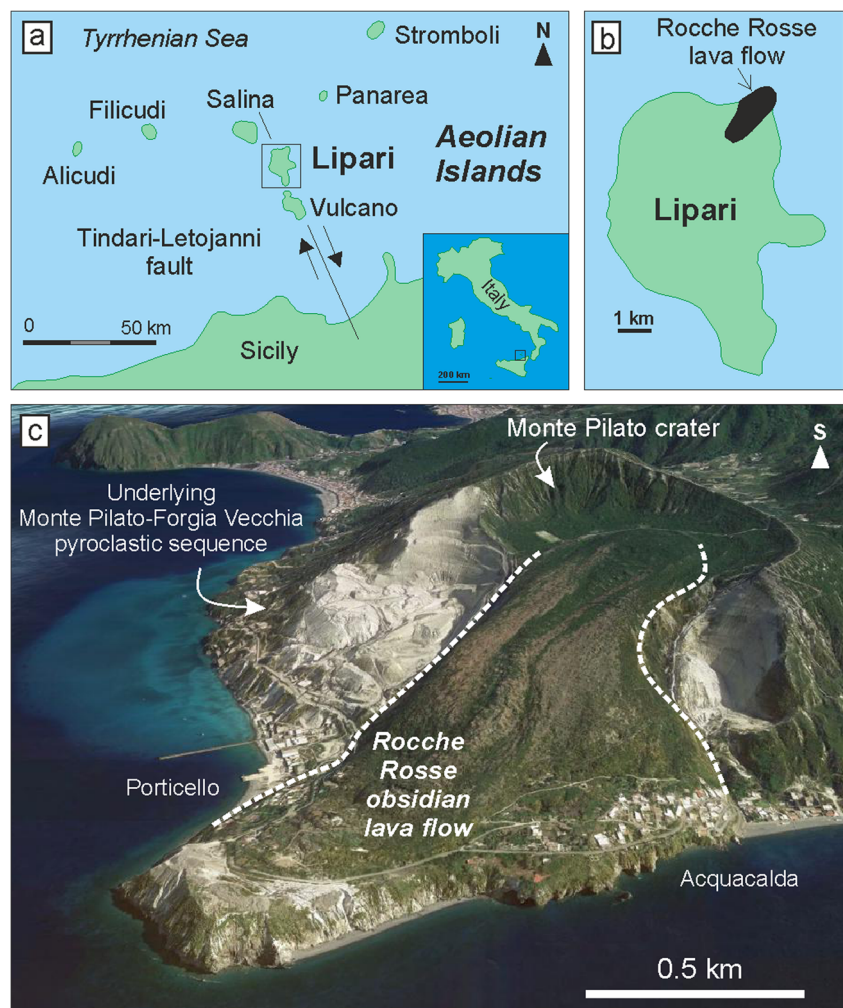 a
Tyrrhenian Sea
Stromboli
N
Salina
Panarea
Filicudi
Alicudi
Lipari
Aeolian
Islands
Vulcano
Tindari-Letojanni
fault
0
50 km
Sicily
Italy
200 km
b
Rocche Rosse
lava flow
Lipari
1 km
c
Monte Pilato crater
S
Underlying
Monte Pilato-Forgia Vecchia
pyroclastic sequence
Rocche
Rosse
obsidian
lava flow
Porticello
Acquacalda
0.5 km